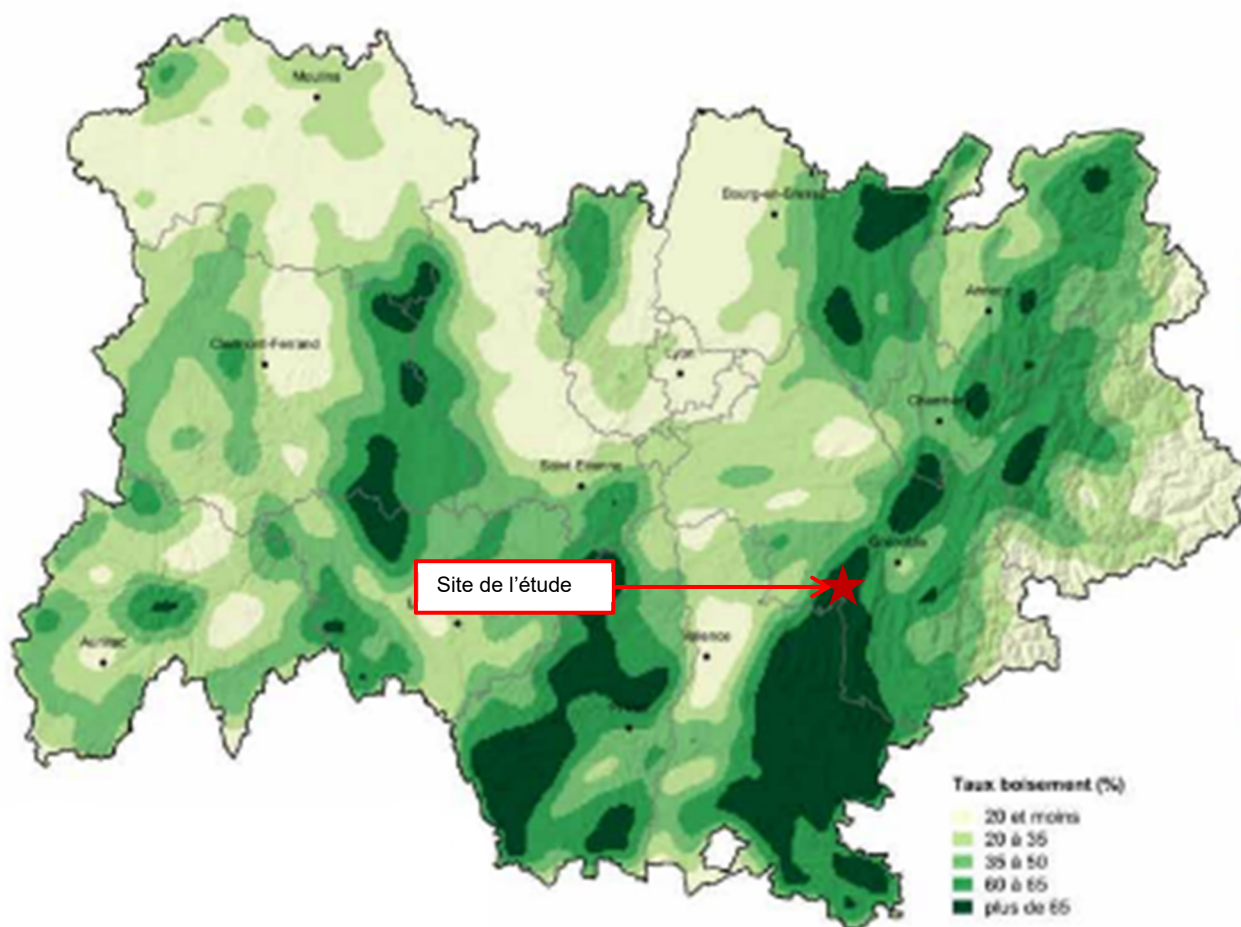 Moulins
Bourg-en-Bresse
Annecy
Clermont-Ferrand
Lyon
Chambéry
Saint-Etienne
Grenoble
Site de l'étude
Valence
Aurillac
Taux boisement (%)
20 et moins
20 à 35
35 à 50
60 à 65
plus de 65